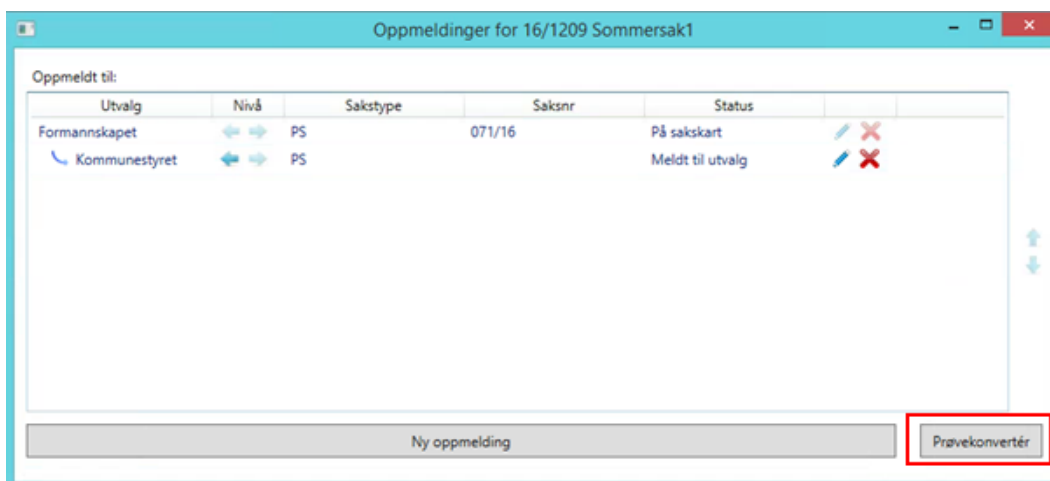 Oppmeldinger for 16/1209 Sommersak1
Oppmeldt til:
Utvalg Nivå Sakstype Saksnr Status
Formannskapet PS 071/16 På sakskart
Kommunestyret PS Meldt til utvalg
Ny oppmelding Prøvekonvertér